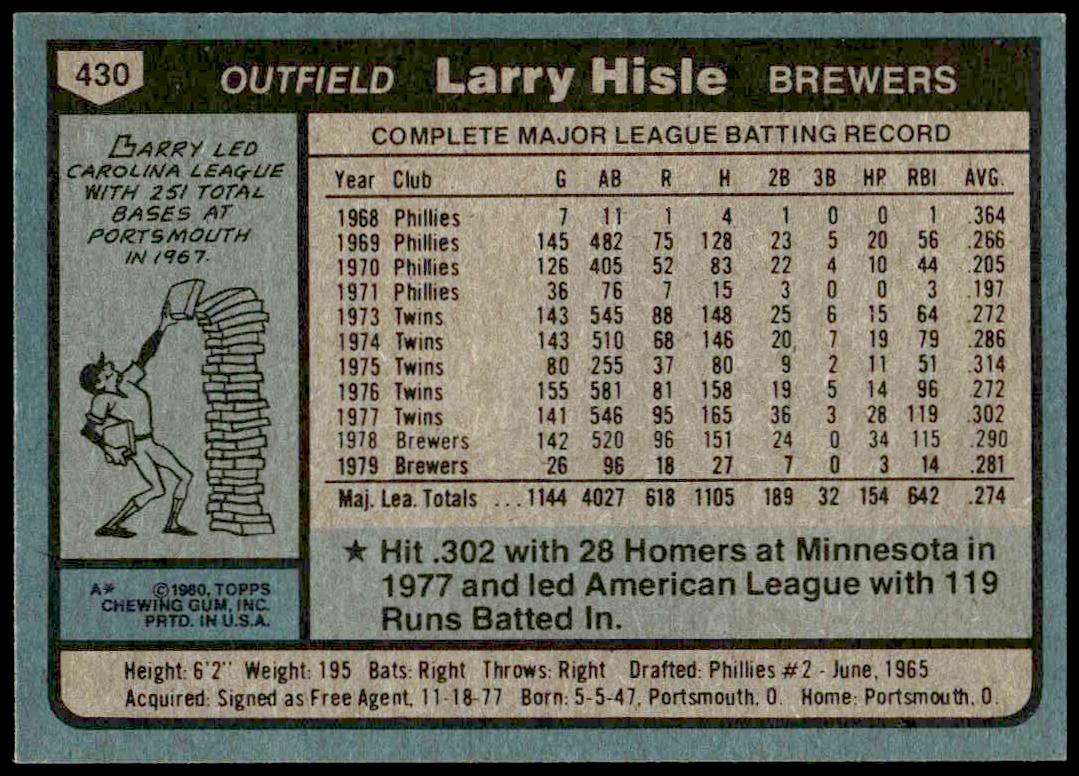 430 OUTFIELD Larry Hisle BREWERS
BARRY LED
CAROLINA LEAGUE
WITH 251 TOTAL
BASES AT
PORTSMOUTH
IN 1967.
COMPLETE MAJOR LEAGUE BATTING RECORD
Year Club G AB R H 2B 3B HR RBI AVG.
1968 Phillies 7 11 1 4 1 0 0 1 .364
1969 Phillies 145 482 75 128 23 5 20 56 .266
1970 Phillies 126 405 52 83 22 4 10 44 .205
1971 Phillies 36 76 7 15 3 0 0 3 .197
1973 Twins 143 545 88 148 25 6 15 64 .272
1974 Twins 143 510 68 146 20 7 19 79 .286
1975 Twins 80 255 37 80 9 2 11 51 .314
1976 Twins 155 581 81 158 19 5 14 96 .272
1977 Twins 141 546 95 165 36 3 28 119 .302
1978 Brewers 142 520 96 151 24 0 34 115 .290
1979 Brewers 26 96 18 27 7 0 3 14 .281
Maj. Lea. Totals ...1144 4027 618 1105 189 32 154 642 .274
★ Hit .302 with 28 Homers at Minnesota in
1977 and led American League with 119
Runs Batted In.
A* ©1980, TOPPS
CHEWING GUM, INC.
PRTD. IN U.S.A.
Height: 6'2" Weight: 195 Bats: Right Throws: Right Drafted: Phillies #2 - June, 1965
Acquired: Signed as Free Agent, 11-18-77 Born: 5-5-47, Portsmouth, O. Home: Portsmouth, O.